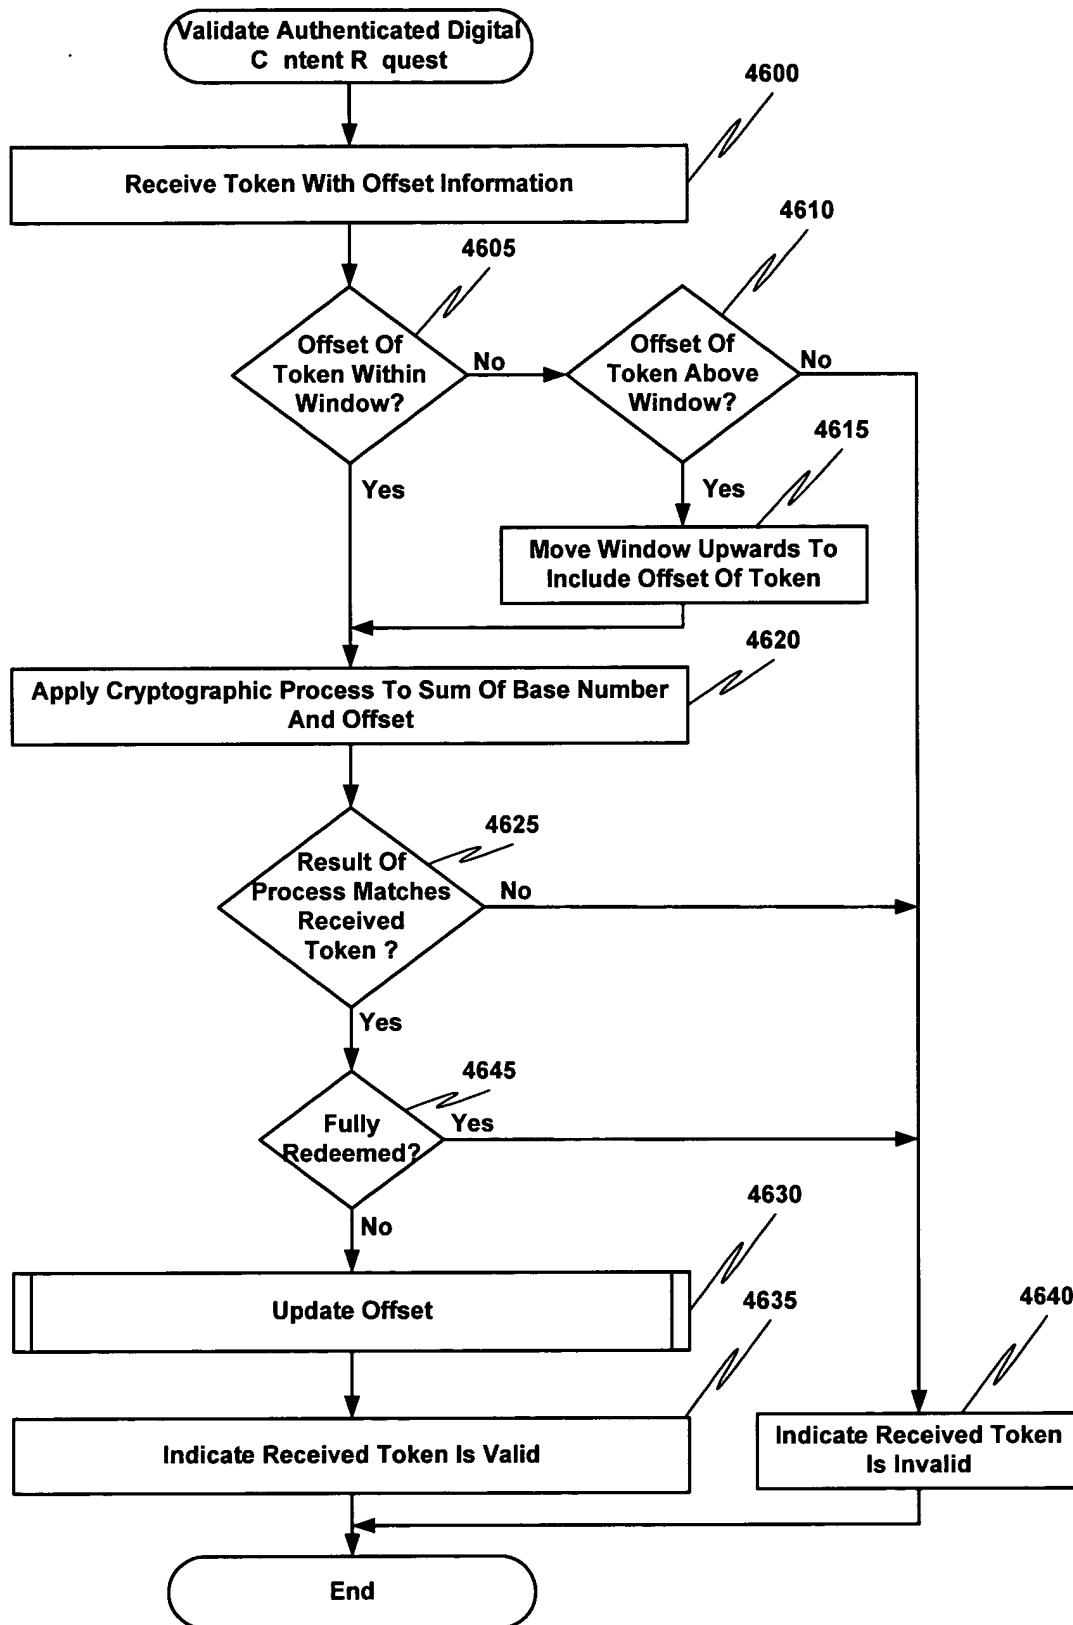 Validate Authenticated Digital
C ntent R quest
4600
Receive Token With Offset Information
4605
4610
Offset Of
Token Within
Window?
No
Offset Of
Token Above
Window?
No
Yes
Yes
4615
Move Window Upwards To
Include Offset Of Token
4620
Apply Cryptographic Process To Sum Of Base Number
And Offset
4625
Result Of
Process Matches
Received
Token ?
No
Yes
4645
Fully
Redeemed?
Yes
No
4630
Update Offset
4635
4640
Indicate Received Token Is Valid
Indicate Received Token
Is Invalid
End